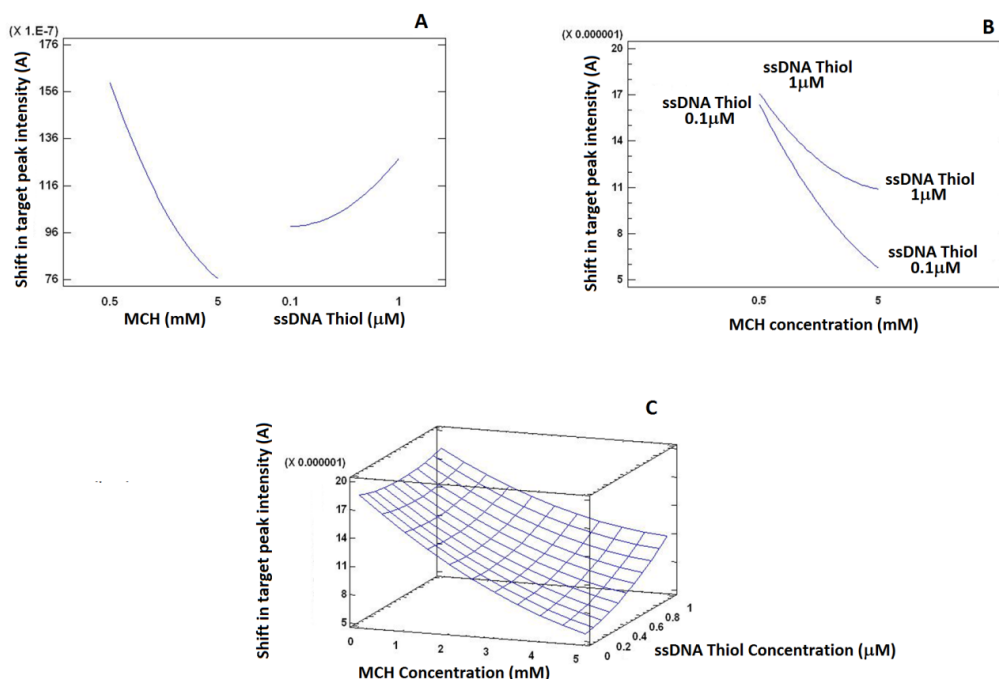 A
(X 1.E-7)
Shift in target peak intensity (A)
176
156
136
116
96
76
0.5
5
0.1
1
MCH (mM)
ssDNA Thiol (μM)
B
(X 0.000001)
Shift in target peak intensity (A)
20
17
14
11
8
5
ssDNA Thiol
1μM
ssDNA Thiol
0.1μM
ssDNA Thiol
1μM
ssDNA Thiol
0.1μM
0.5
5
MCH concentration (mM)
C
(X 0.000001)
Shift in target peak intensity (A)
20
17
14
11
8
5
0
1
2
3
4
5
MCH Concentration (mM)
0
0.2
0.4
0.6
0.8
1
ssDNA Thiol Concentration (μM)